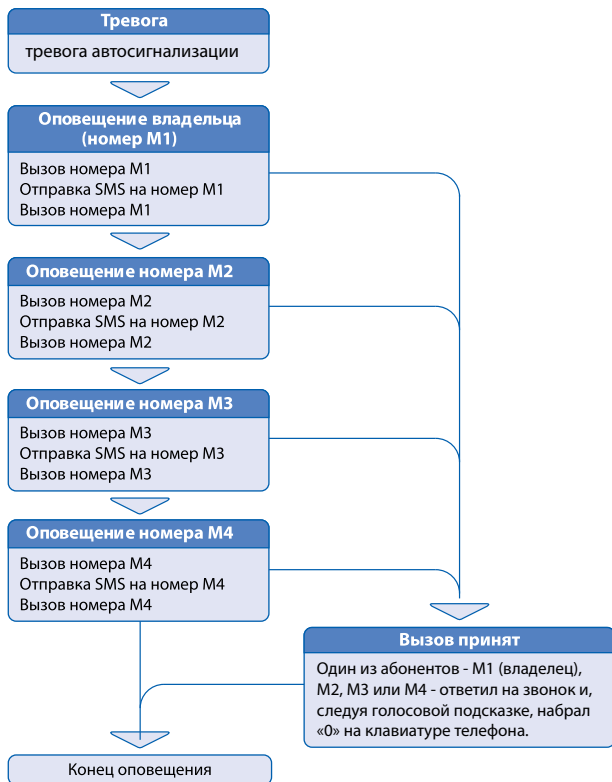 Тревога
тревога автосигнализации
Оповещение владельца
(номер М1)
Вызов номера М1
Отправка SMS на номер М1
Вызов номера М1
Оповещение номера М2
Вызов номера М2
Отправка SMS на номер М2
Вызов номера М2
Оповещение номера М3
Вызов номера М3
Отправка SMS на номер М3
Вызов номера М3
Оповещение номера М4
Вызов номера М4
Отправка SMS на номер М4
Вызов номера М4
Вызов принят
Один из абонентов - М1 (владелец),
М2, М3 или М4 - ответил на звонок и,
следуя голосовой подсказке, набрал
«0» на клавиатуре телефона.
Конец оповещения